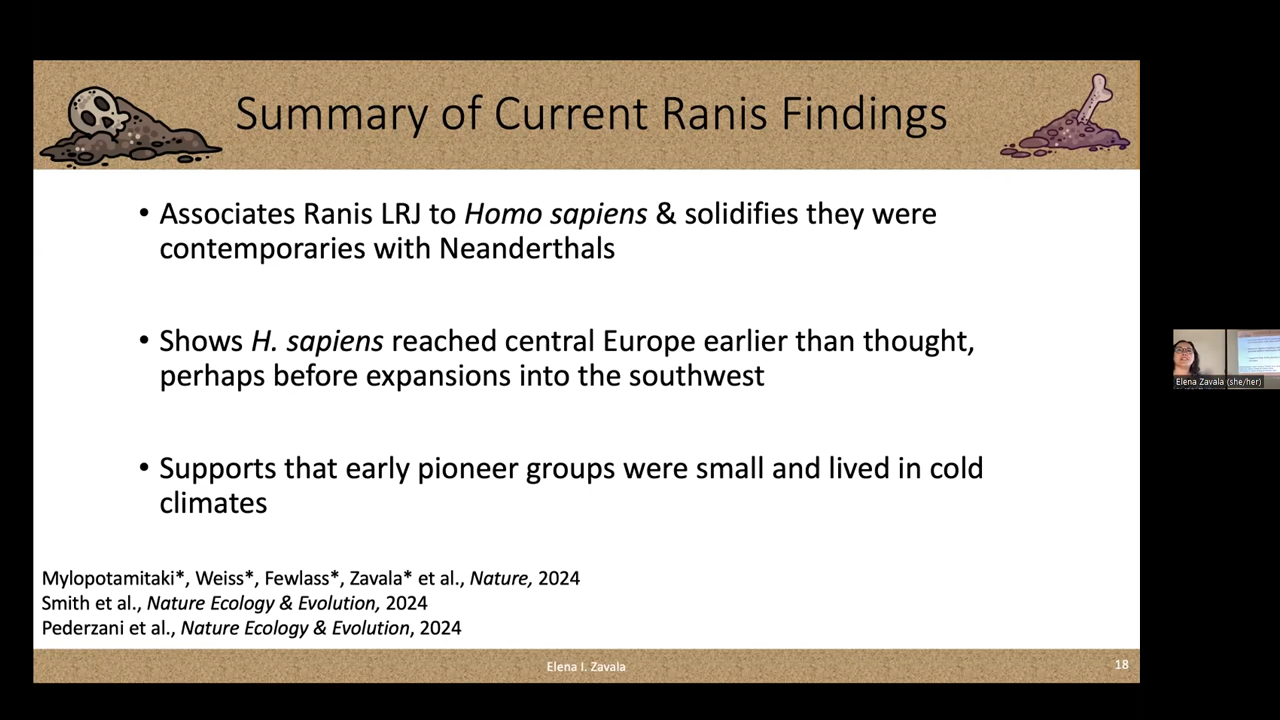 Summary of Current Ranis Findings
• Associates Ranis LRJ to Homo sapiens & solidifies they were
contemporaries with Neanderthals
• Shows H. sapiens reached central Europe earlier than thought,
perhaps before expansions into the southwest
• Supports that early pioneer groups were small and lived in cold
climates
Mylopotamitaki*, Weiss*, Fewlass*, Zavala* et al., Nature, 2024
Smith et al., Nature Ecology & Evolution, 2024
Pederzani et al., Nature Ecology & Evolution, 2024
Elena I. Zavala
18
Elena Zavala (she/her)